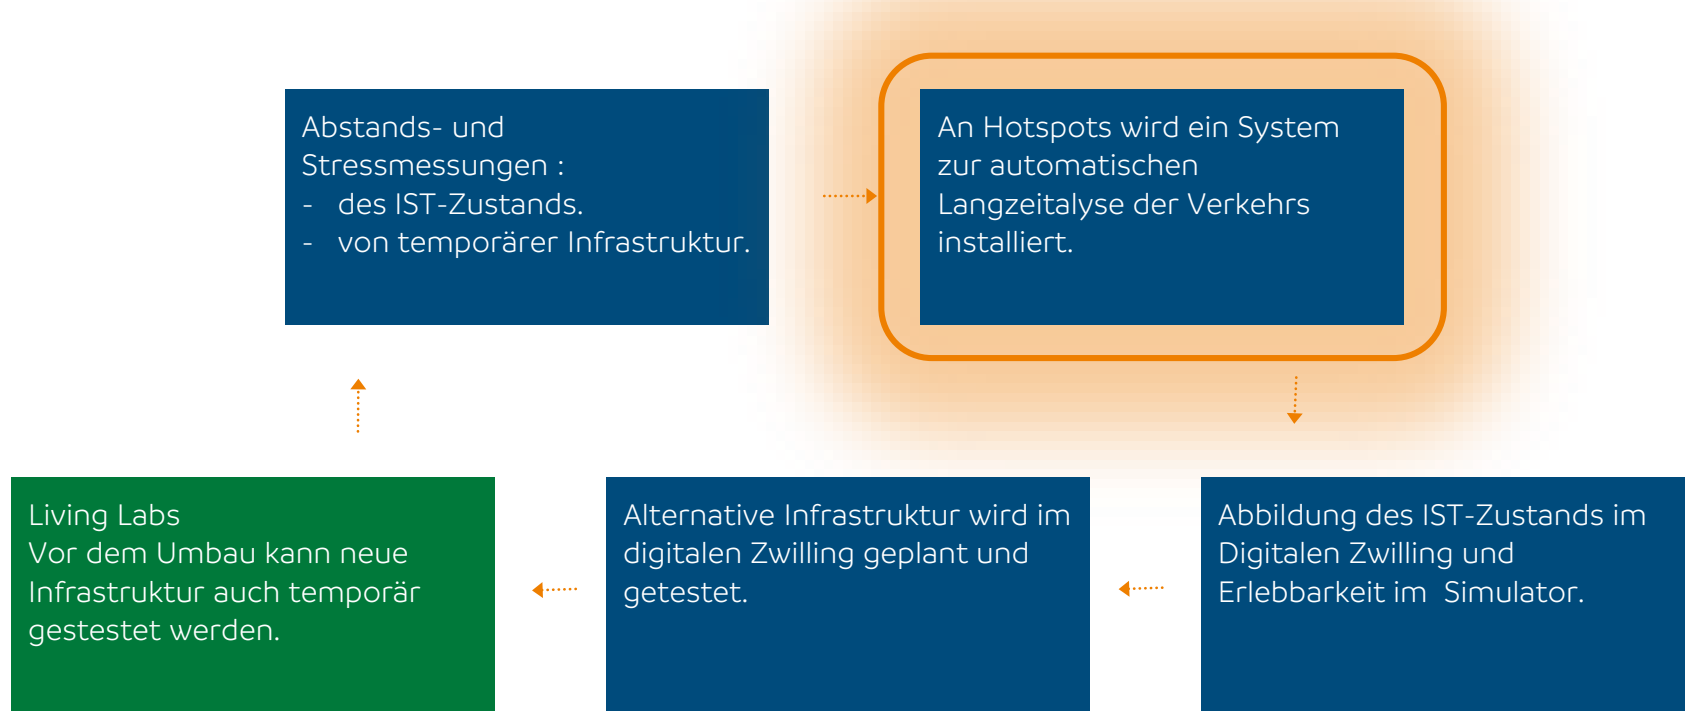 Abstands- und
Stressmessungen :
- des IST-Zustands.
- von temporärer Infrastruktur.
An Hotspots wird ein System
zur automatischen
Langzeitalyse der Verkehrs
installiert.
Living Labs
Vor dem Umbau kann neue
Infrastruktur auch temporär
gestestet werden.
Alternative Infrastruktur wird im
digitalen Zwilling geplant und
getestet.
Abbildung des IST-Zustands im
Digitalen Zwilling und
Erlebbarkeit im  Simulator.